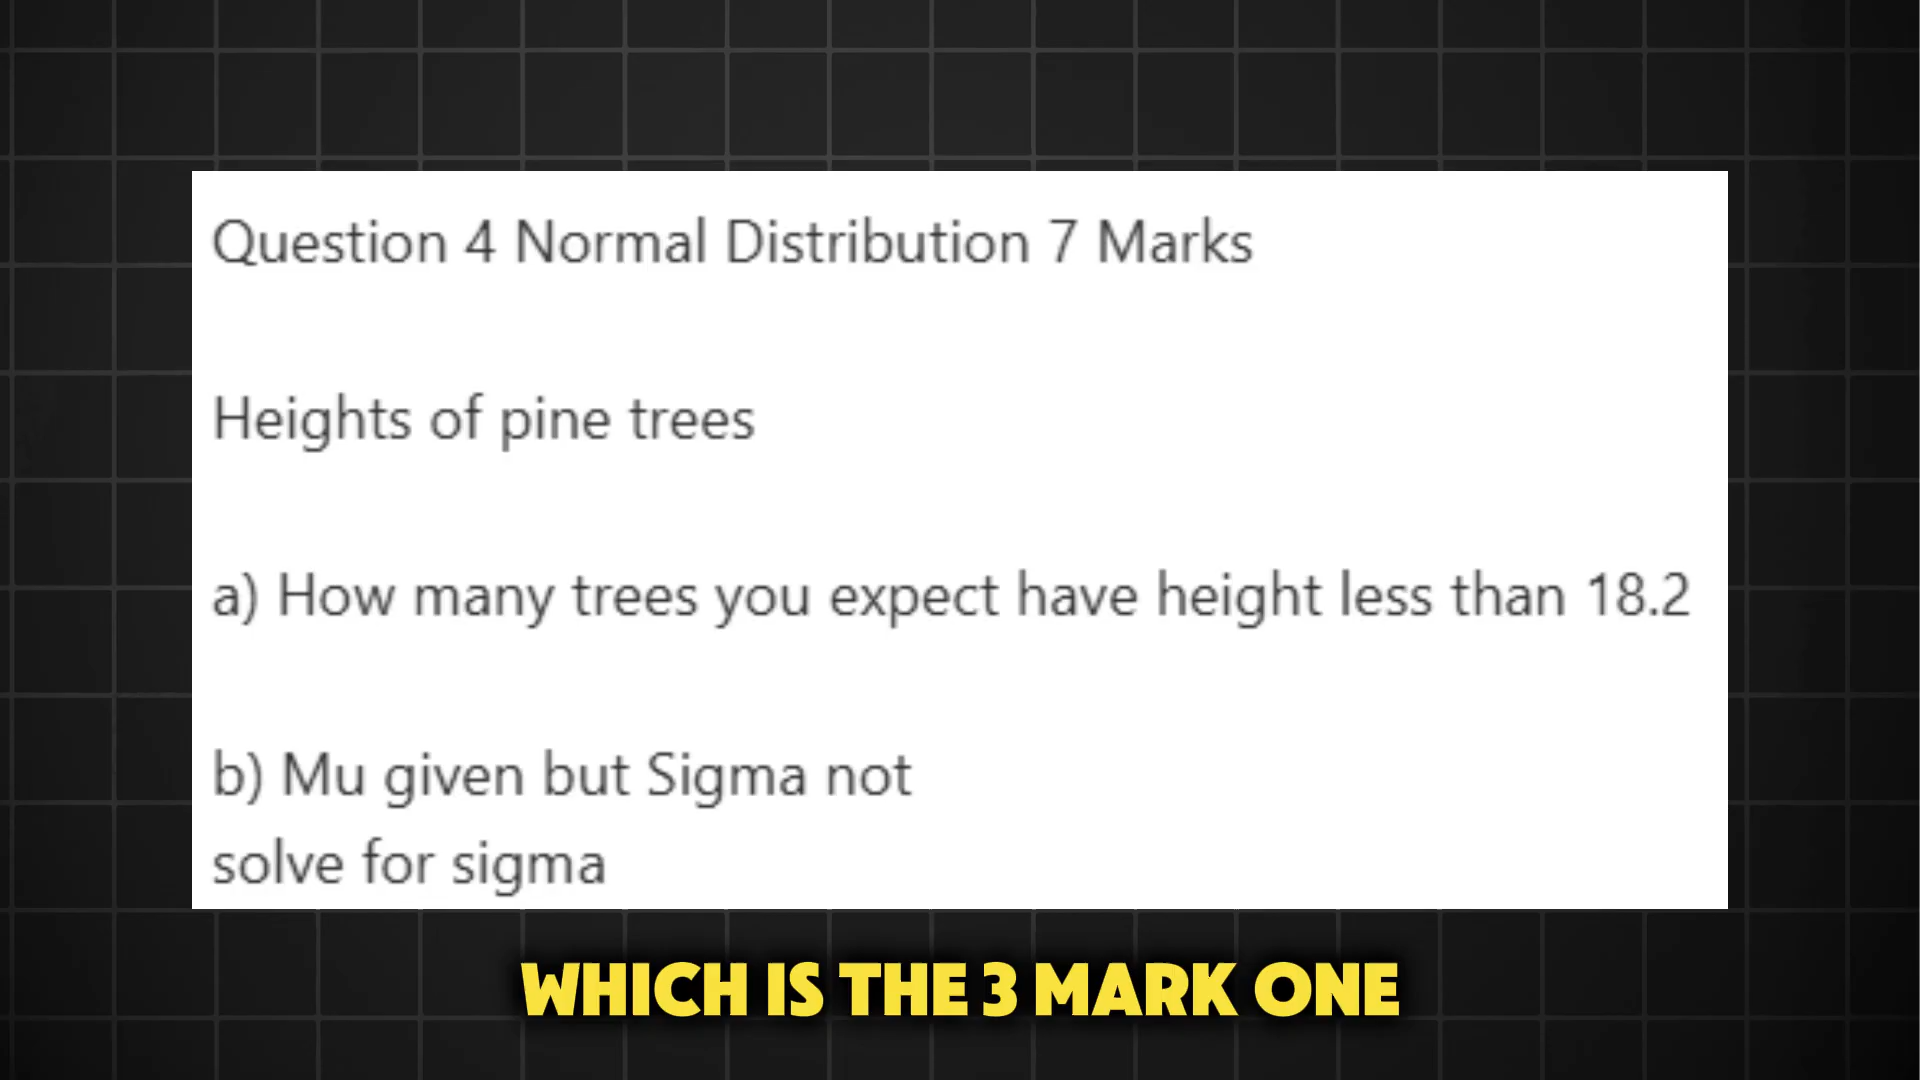 Question 4 Normal Distribution 7 Marks
Heights of pine trees
a) How many trees you expect have height less than 18.2
b) Mu given but Sigma not
solve for sigma
WHICH IS THE 3 MARK ONE